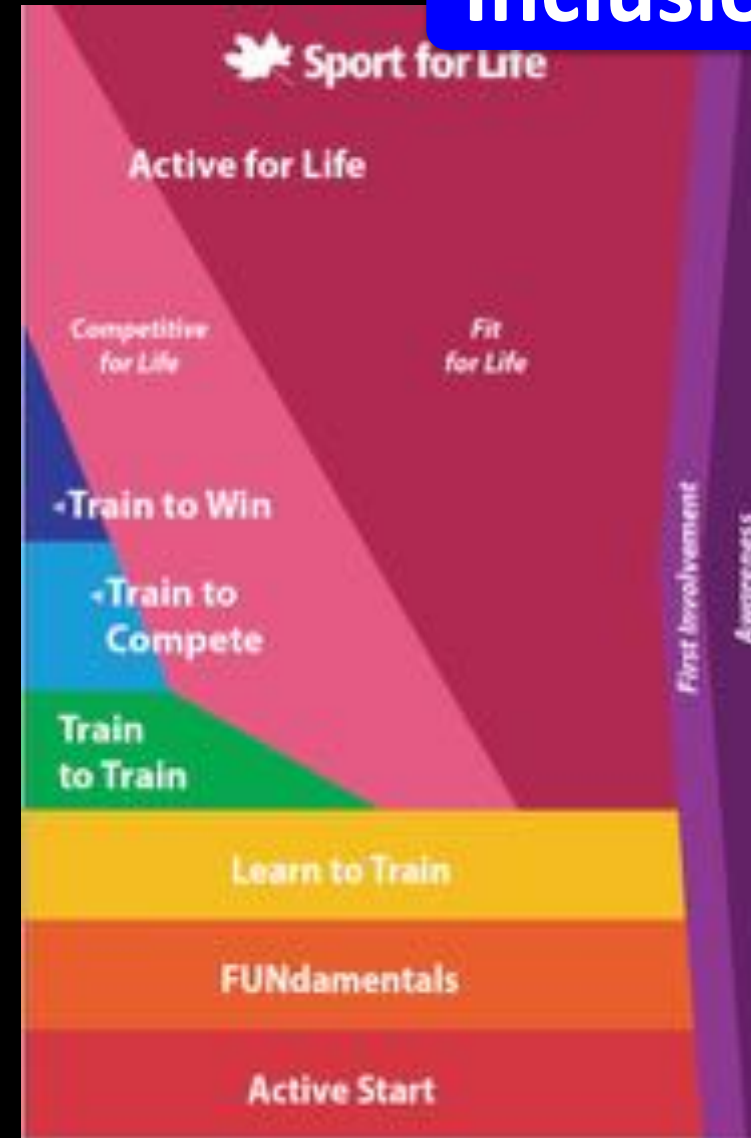 Sport for Life
Active for Life
Competitive
for Life
Fit
for Life
Train to Win
Train to
Compete
Train
to Train
Learn to Train
FUNdamentals
Active Start
First Involvement
Awareness